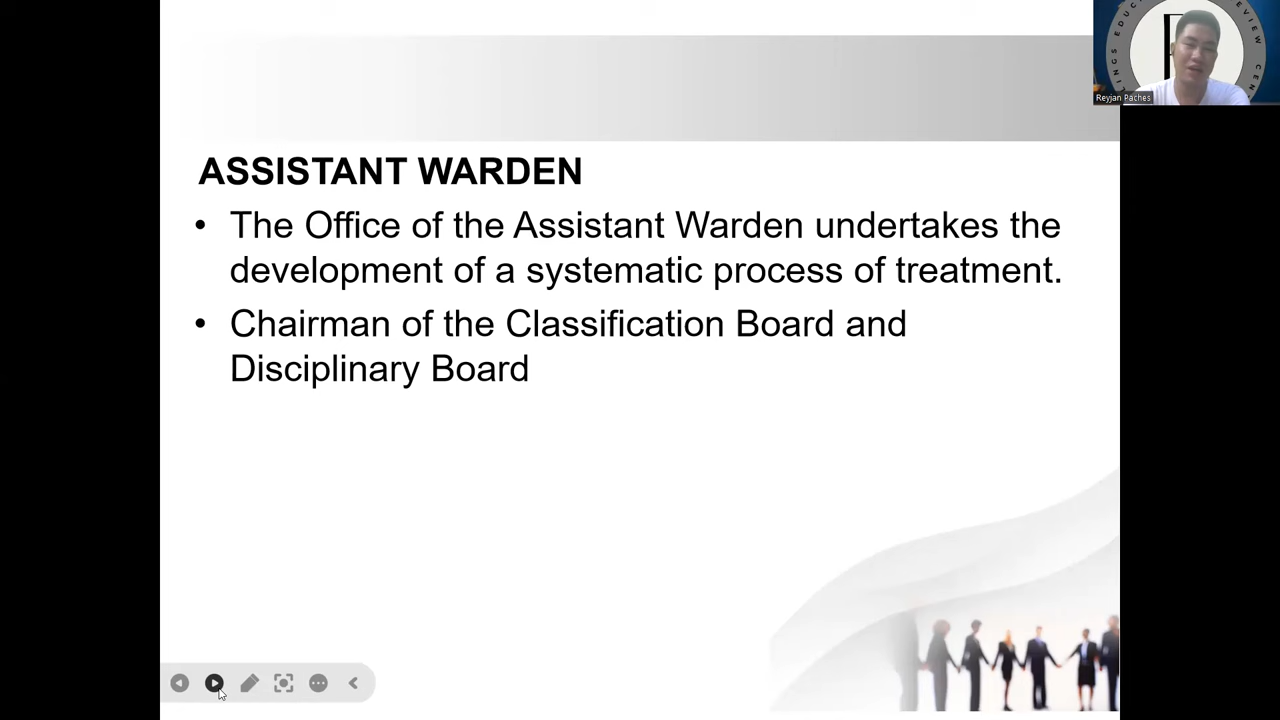 ASSISTANT WARDEN
• The Office of the Assistant Warden undertakes the
development of a systematic process of treatment.
• Chairman of the Classification Board and
Disciplinary Board
Reyjan Paches